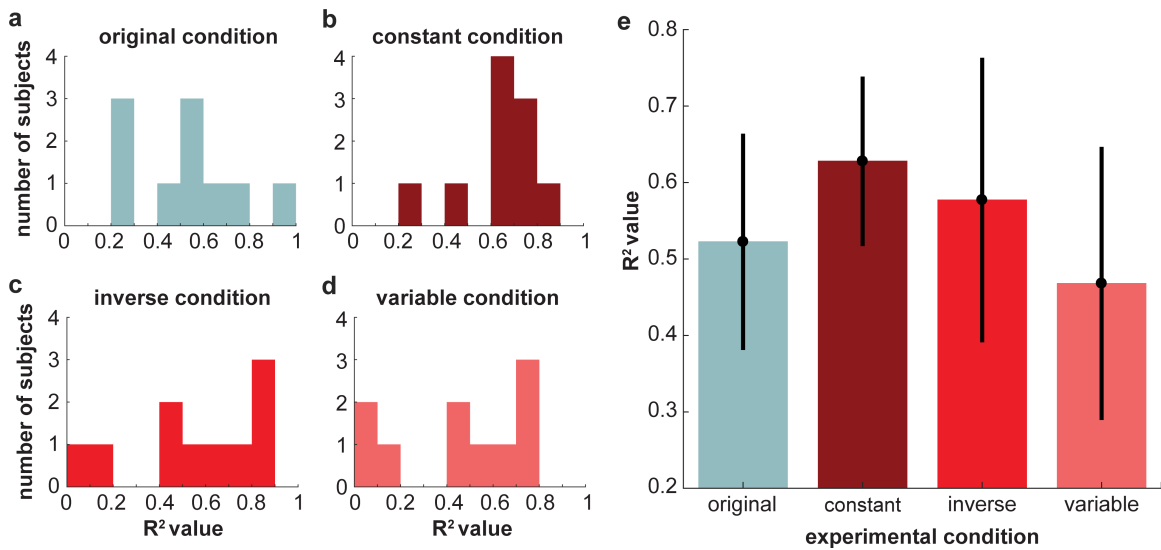 a
original condition
number of subjects
4
3
2
1
0
0 0.2 0.4 0.6 0.8 1
b
constant condition
4
3
2
1
0
0 0.2 0.4 0.6 0.8 1
c
inverse condition
number of subjects
4
3
2
1
0
0 0.2 0.4 0.6 0.8 1
R² value
d
variable condition
4
3
2
1
0
0 0.2 0.4 0.6 0.8 1
R² value
e
R² value
0.8
0.7
0.6
0.5
0.4
0.3
0.2
original constant inverse variable
experimental condition